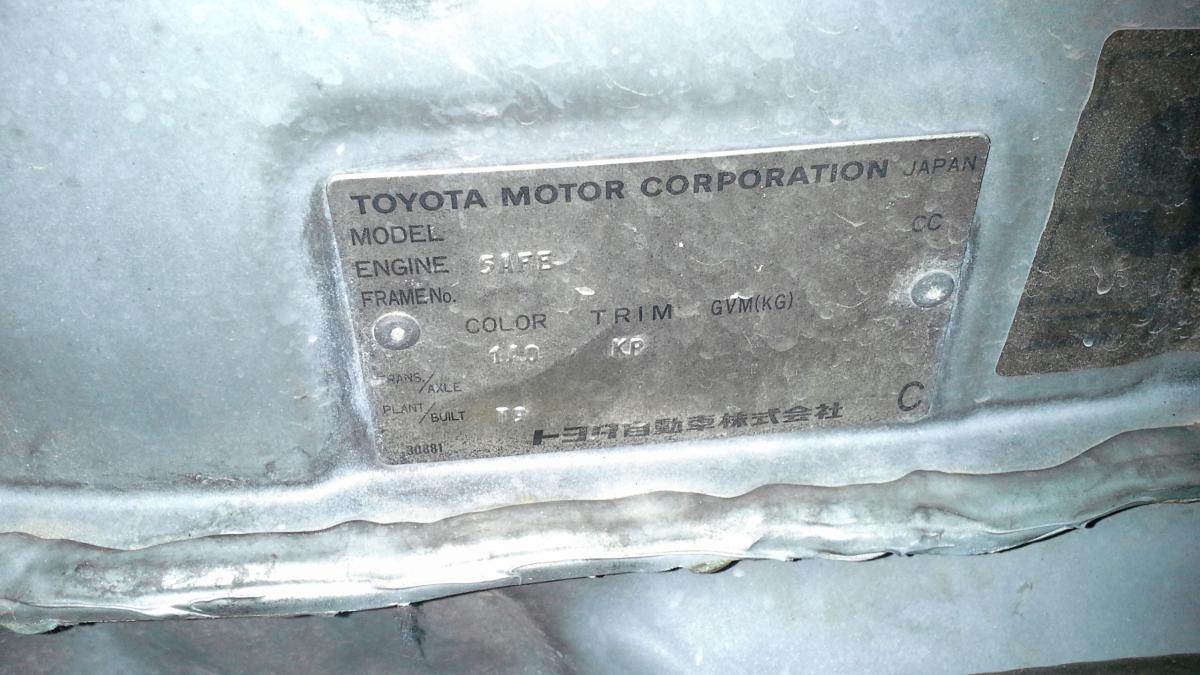 TOYOTA MOTOR CORPORATION JAPAN
MODEL CC
ENGINE 5AFE
FRAME No.
COLOR TRIM GVM(KG)
KP
TRANS./AXLE
PLANT/BUILT
トヨタ自動車株式会社 C